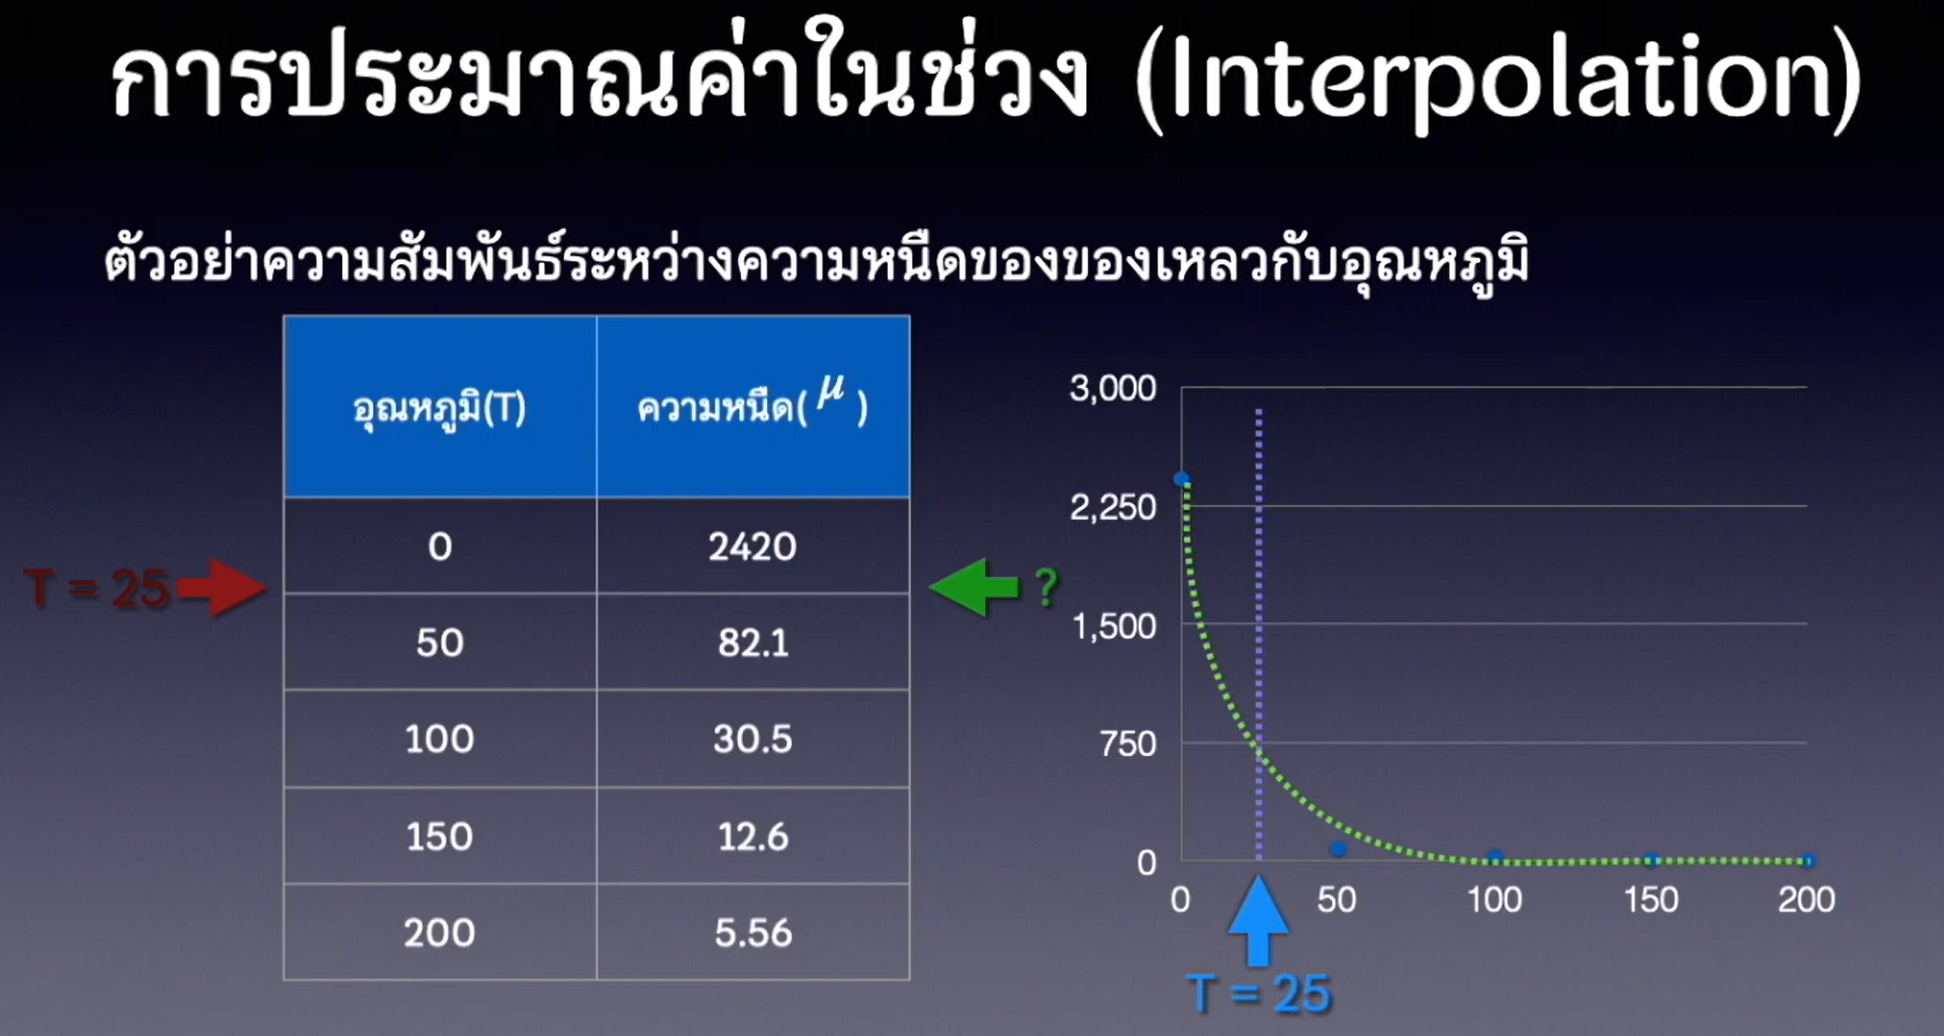 การประมาณค่าในช่วง (Interpolation)
ตัวอย่าความสัมพันธ์ระหว่างความหนืดของของเหลวกับอุณหภูมิ
อุณหภูมิ(T) ความหนืด( μ )
0 2420
50 82.1
100 30.5
150 12.6
200 5.56
T = 25
?
3,000
2,250
1,500
750
0
0 50 100 150 200
T = 25